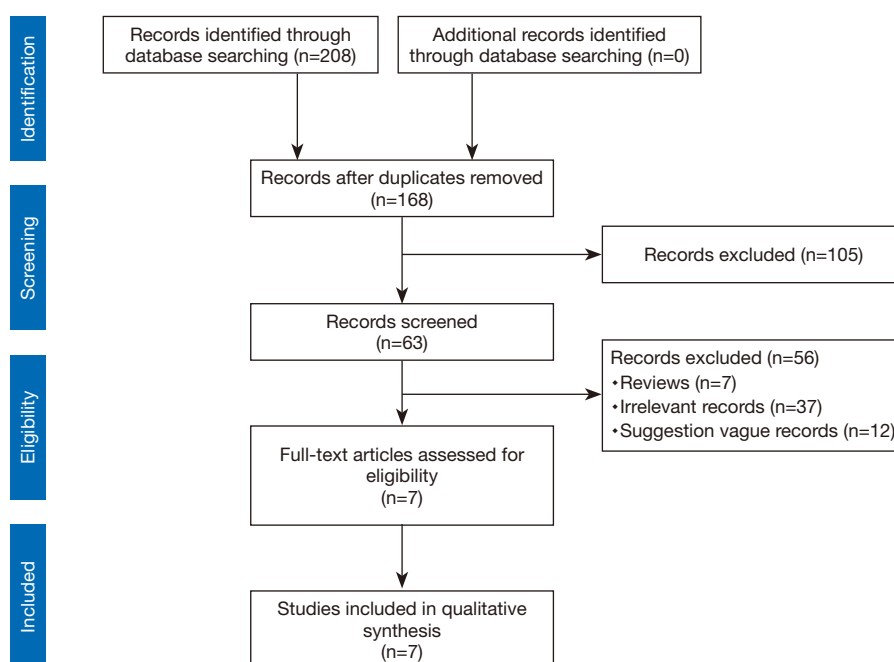 Identification
Records identified through
database searching (n=208)
Additional records identified
through database searching (n=0)
Records after duplicates removed
(n=168)
Screening
Records excluded (n=105)
Records screened
(n=63)
Eligibility
Records excluded (n=56)
•Reviews (n=7)
•Irrelevant records (n=37)
•Suggestion vague records (n=12)
Full-text articles assessed for
eligibility
(n=7)
Included
Studies included in qualitative
synthesis
(n=7)